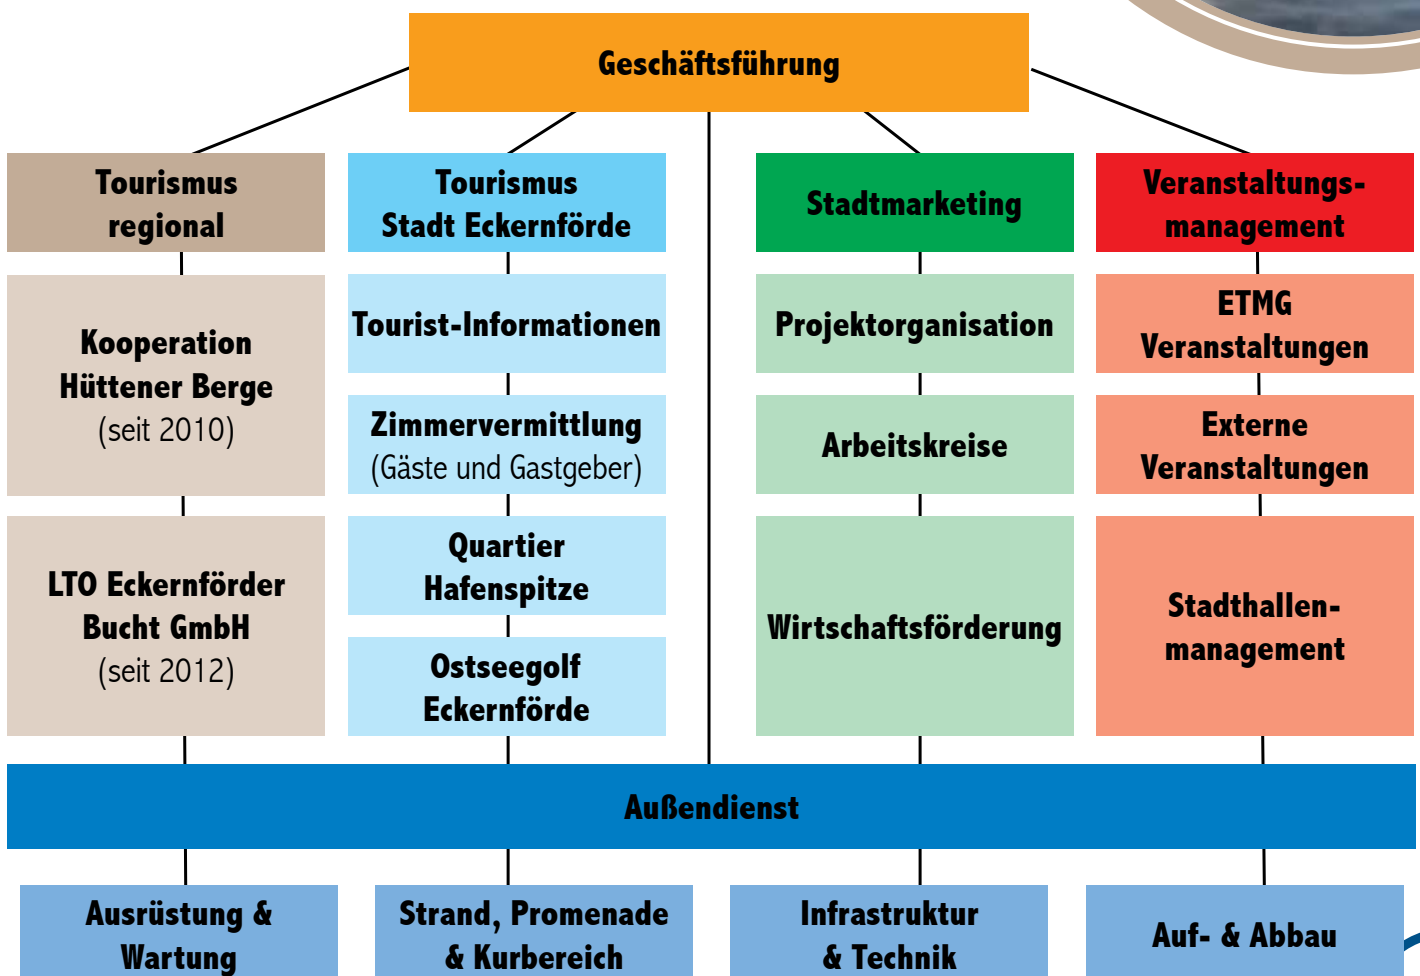 Geschäftsführung
Tourismus
regional
Kooperation
Hüttener Berge
(seit 2010)
LTO Eckernförder
Bucht GmbH
(seit 2012)
Tourismus
Stadt Eckernförde
Tourist-Informationen
Zimmervermittlung
(Gäste und Gastgeber)
Quartier
Hafenspitze
Ostseegolf
Eckernförde
Stadtmarketing
Projektorganisation
Arbeitskreise
Wirtschaftsförderung
Veranstaltungs-
management
ETMG
Veranstaltungen
Externe
Veranstaltungen
Stadthallen-
management
Außendienst
Ausrüstung &
Wartung
Strand, Promenade
& Kurbereich
Infrastruktur
& Technik
Auf- & Abbau